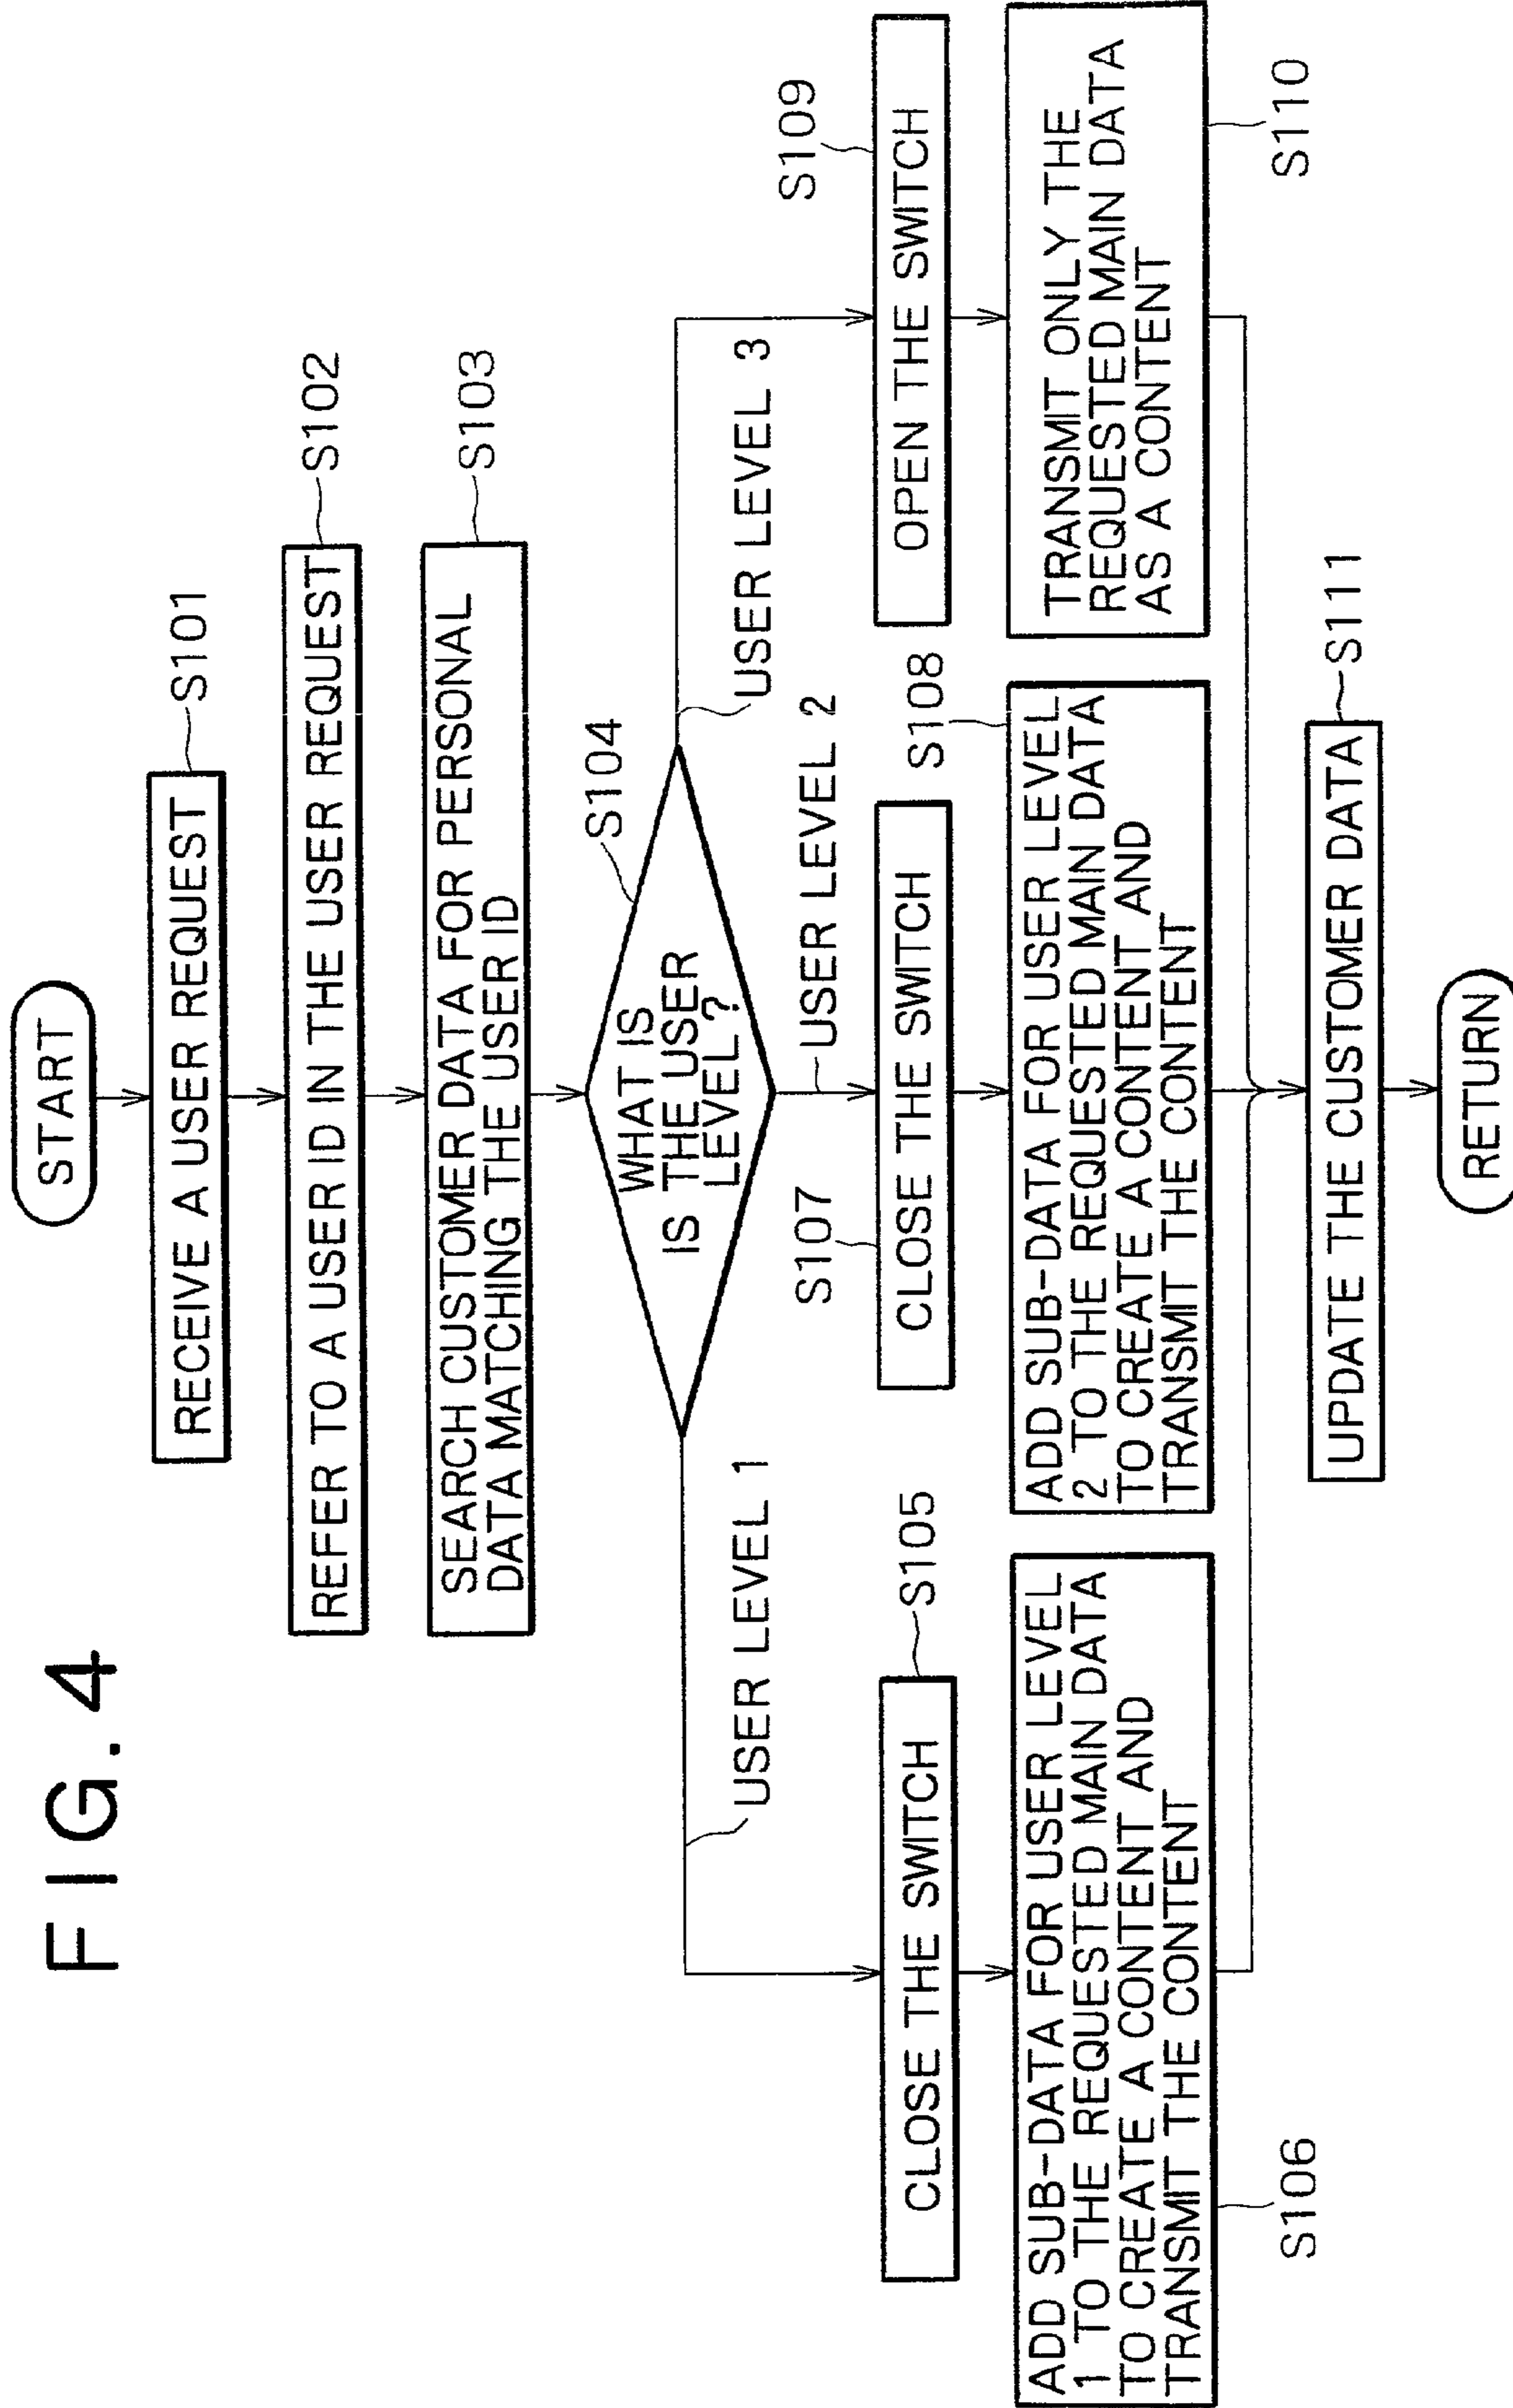 FIG. 4
START
RECEIVE A USER REQUEST
S101
REFER TO A USER ID IN THE USER REQUEST
S102
SEARCH CUSTOMER DATA FOR PERSONAL
DATA MATCHING THE USER ID
S103
WHAT IS
IS THE USER
LEVEL?
S104
USER LEVEL 1
USER LEVEL 2
USER LEVEL 3
CLOSE THE SWITCH
S105
S107
CLOSE THE SWITCH
OPEN THE SWITCH
S109
ADD SUB-DATA FOR USER LEVEL
1 TO THE REQUESTED MAIN DATA
TO CREATE A CONTENT AND
TRANSMIT THE CONTENT
S106
ADD SUB-DATA FOR USER LEVEL
2 TO THE REQUESTED MAIN DATA
TO CREATE A CONTENT AND
TRANSMIT THE CONTENT
S108
TRANSMIT ONLY THE
REQUESTED MAIN DATA
AS A CONTENT
S110
UPDATE THE CUSTOMER DATA
S111
RETURN